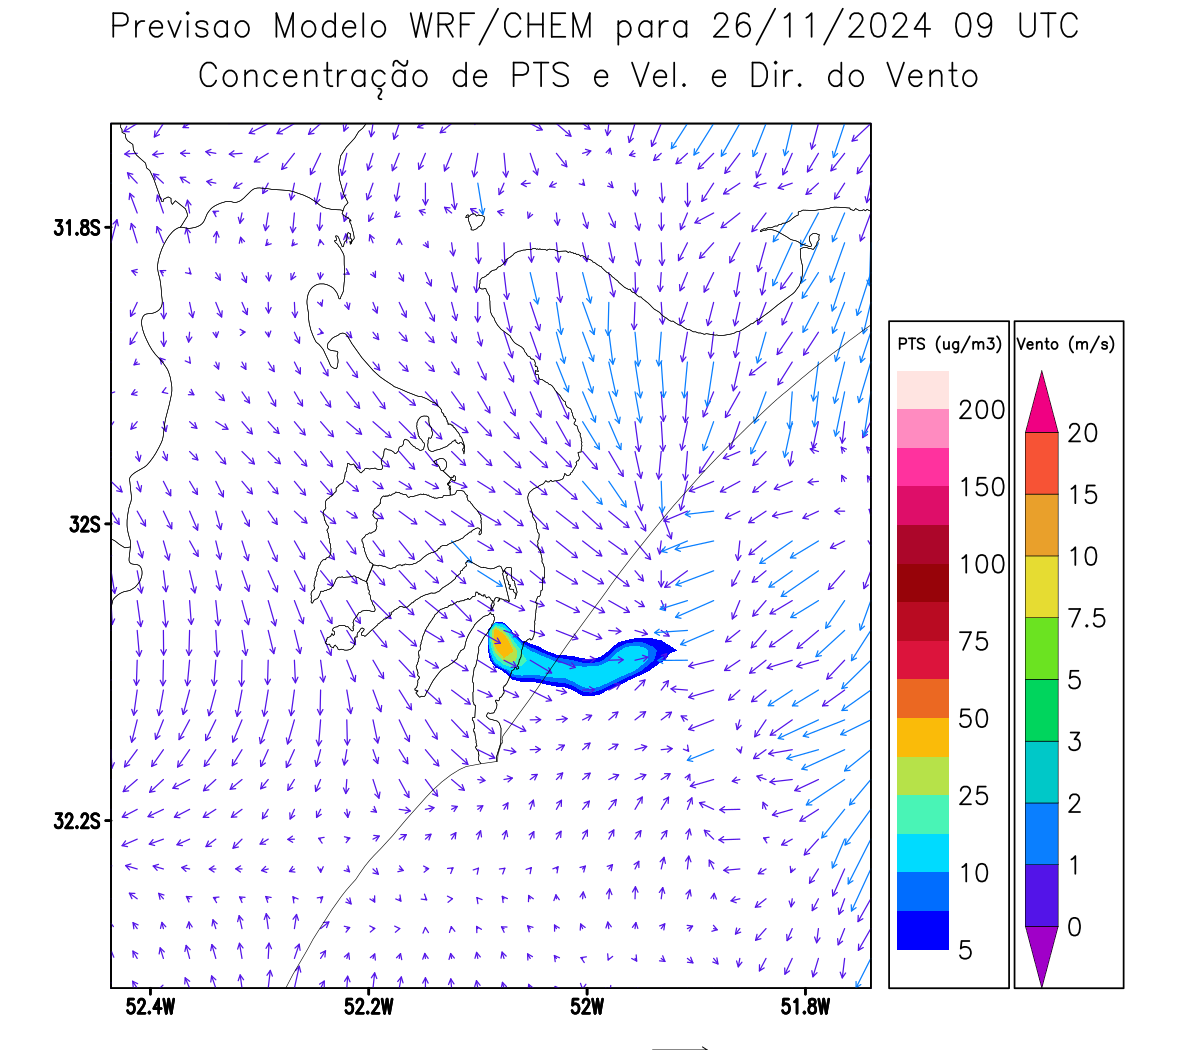 Previsao Modelo WRF/CHEM para 26/11/2024 09 UTC
Concentração de PTS e Vel. e Dir. do Vento
31.8S
32S
32.2S
52.4W
52.2W
52W
51.8W
PTS (ug/m3)
200
150
100
75
50
25
10
5
Vento (m/s)
20
15
10
7.5
5
3
2
1
0